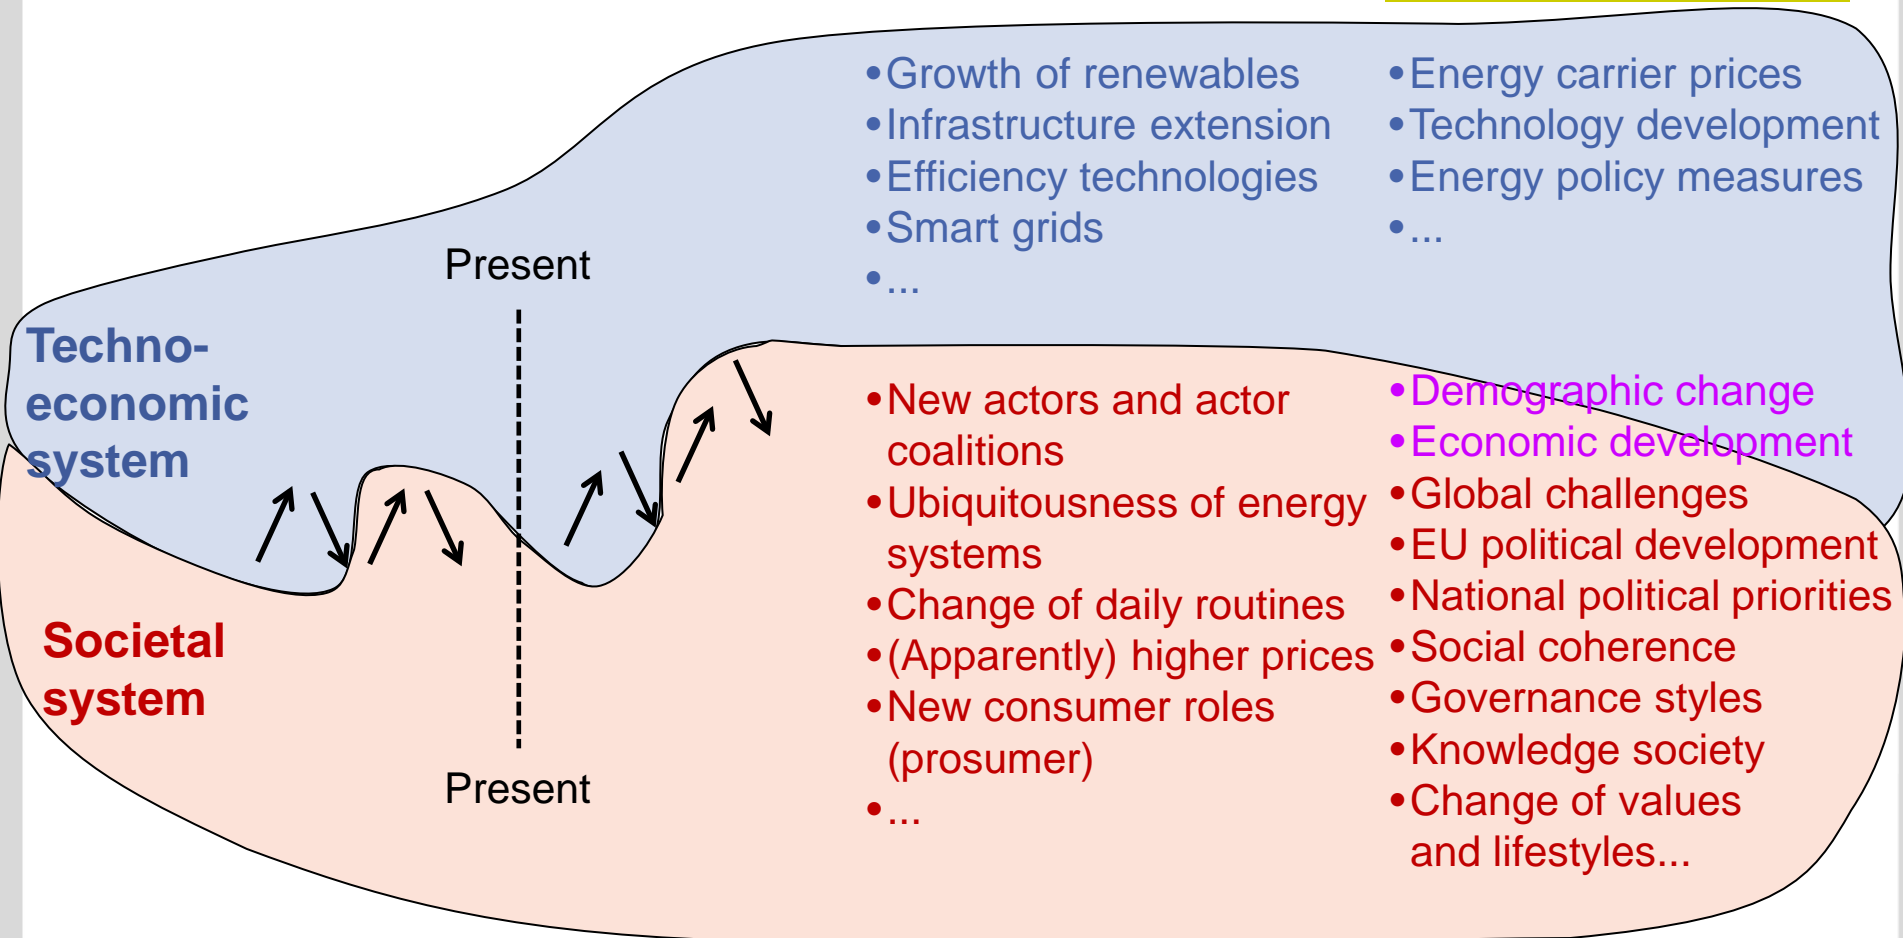 •Growth of renewables
•Infrastructure extension
•Efficiency technologies
•Smart grids
•...
•Energy carrier prices
•Technology development
•Energy policy measures
•...
Present
Techno-
economic
system
•New actors and actor
coalitions
•Ubiquitousness of energy
systems
•Change of daily routines
•(Apparently) higher prices
•New consumer roles
(prosumer)
•...
•Demographic change
•Economic development
•Global challenges
•EU political development
•National political priorities
•Social coherence
•Governance styles
•Knowledge society
•Change of values
and lifestyles...
Societal
system
Present